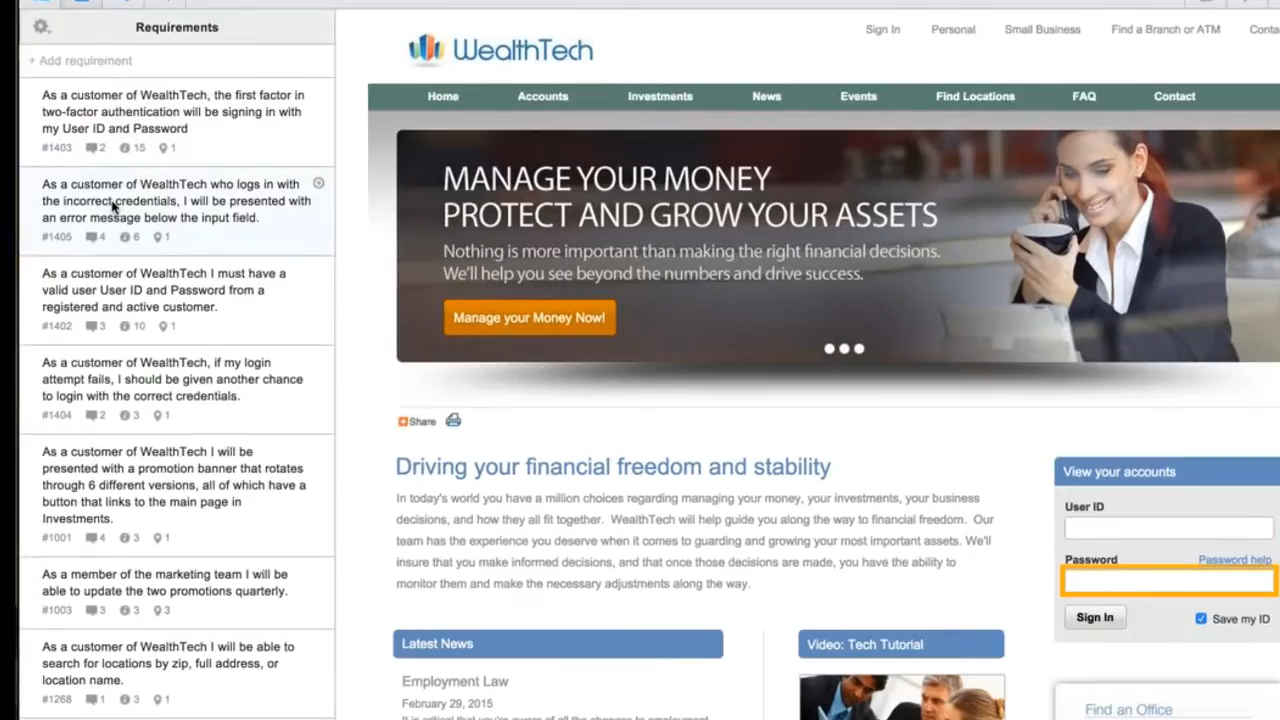 Requirements
+ Add requirement
As a customer of WealthTech, the first factor in
two-factor authentication will be signing in with
my User ID and Password
#1403 2 15 1
As a customer of WealthTech who logs in with
the incorrect credentials, I will be presented with
an error message below the input field.
#1405 4 6 1
As a customer of WealthTech I must have a
valid user User ID and Password from a
registered and active customer.
#1402 3 10 1
As a customer of WealthTech, if my login
attempt fails, I should be given another chance
to login with the correct credentials.
#1404 2 3 1
As a customer of WealthTech I will be
presented with a promotion banner that rotates
through 6 different versions, all of which have a
button that links to the main page in
Investments.
#1001 4 3 1
As a member of the marketing team I will be
able to update the two promotions quarterly.
#1003 3 3 3
As a customer of WealthTech I will be able to
search for locations by zip, full address, or
location name.
#1268 1 3 1
WealthTech
Sign In Personal Small Business Find a Branch or ATM Conta
Home Accounts Investments News Events Find Locations FAQ Contact
MANAGE YOUR MONEY
PROTECT AND GROW YOUR ASSETS
Nothing is more important than making the right financial decisions.
We'll help you see beyond the numbers and drive success.
Manage your Money Now!
Share
Driving your financial freedom and stability
In today's world you have a million choices regarding managing your money, your investments, your business
decisions, and how they all fit together. WealthTech will help guide you along the way to financial freedom. Our
team has the experience you deserve when it comes to guarding and growing your most important assets. We'll
insure that you make informed decisions, and that once those decisions are made, you have the ability to
monitor them and make the necessary adjustments along the way.
View your accounts
User ID
Password Password help
Sign In Save my ID
Latest News
Employment Law
February 29, 2015
It is critical that you're aware of all the changes to employment
Video: Tech Tutorial
Find an Office